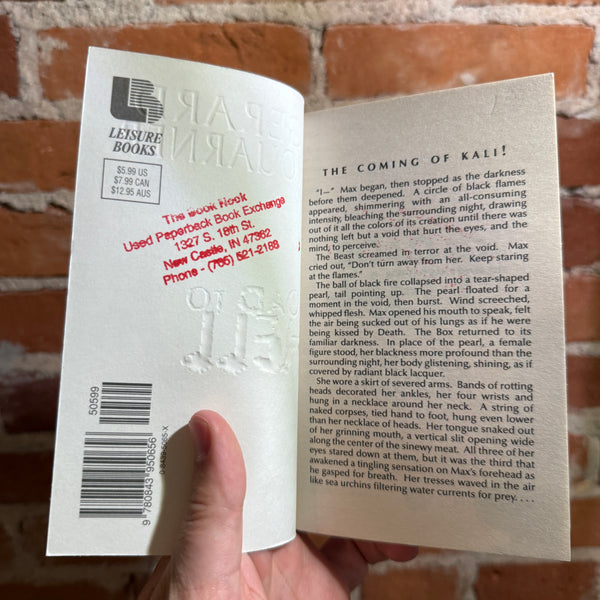 LB
LEISURE
BOOKS
$5.99 US
$7.99 CAN
$12.95 AUS
The Book Nook
Used Paperback Book Exchange
1327 S. 18th St.
New Castle, IN 47362
Phone - (765) 521-2188
50599
9 780843 950656
0-8439-5065-X
THE COMING OF KALI!
"I—" Max began, then stopped as the darkness
before them deepened. A circle of black flames
appeared, shimmering with an all-consuming
intensity, bleaching the surrounding night, drawing
out of it all the colors of its creation until there was
nothing left but a void that hurt the eyes, and the
mind, to perceive.
The Beast screamed in terror at the void. Max
cried out, "Don't turn away from her. Keep staring
at the flames."
The ball of black fire collapsed into a tear-shaped
pearl, tail pointing up. The pearl floated for a
moment in the void, then burst. Wind screeched,
whipped flesh. Max opened his mouth to speak, felt
the air being sucked out of his lungs as if he were
being kissed by Death. The Box returned to its
familiar darkness. In place of the pearl, a female
figure stood, her blackness more profound than the
surrounding night, her body glistening, shining, as if
covered by radiant black lacquer.
She wore a skirt of severed arms. Bands of rotting
heads decorated her ankles, her four wrists and
hung in a necklace around her neck. A string of
naked corpses, tied hand to foot, hung even lower
than the necklace of heads. Her tongue snaked out
of her grinning mouth, a vertical slit opening wide
along the center of the sinewy meat. All three of her
eyes stared down at them, but it was the third that
awakened a tingling sensation on Max's forehead as
he gasped for breath. Her tresses waved in the air
like sea urchins filtering water currents for prey. . . .